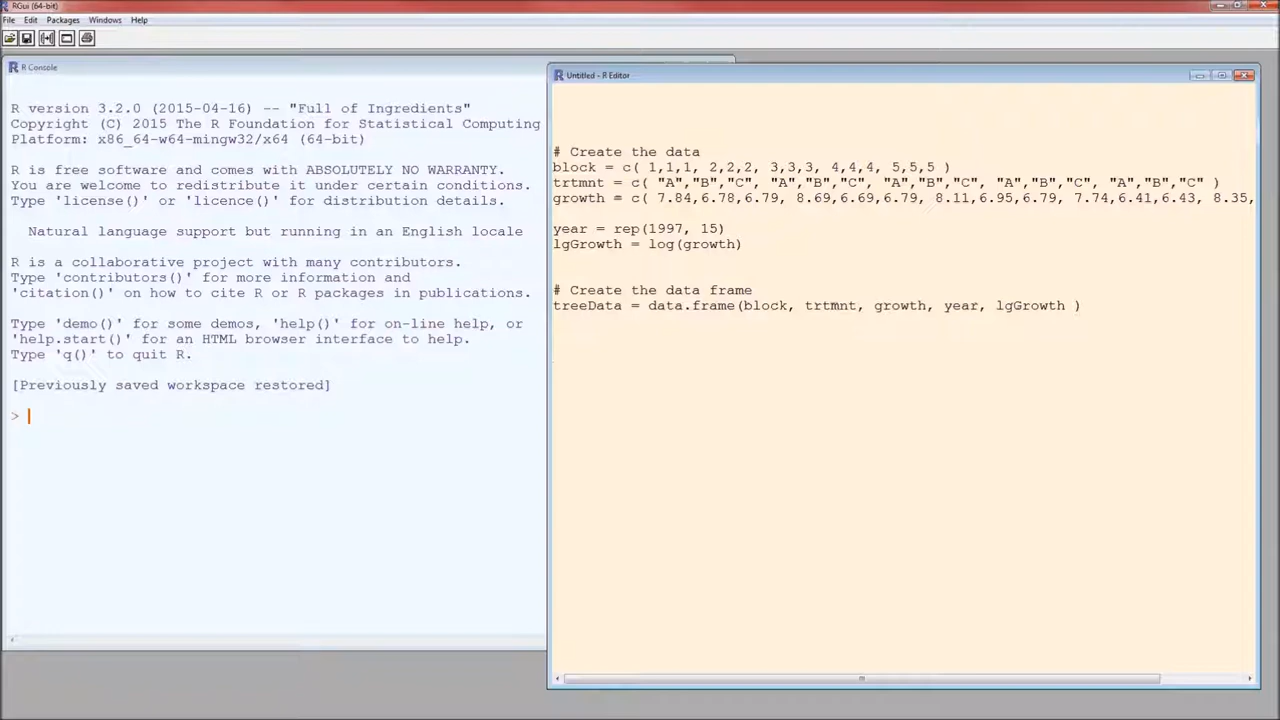 RGui (64-bit)
File Edit Packages Windows Help
R Console
R version 3.2.0 (2015-04-16) -- "Full of Ingredients"
Copyright (C) 2015 The R Foundation for Statistical Computing
Platform: x86_64-w64-mingw32/x64 (64-bit)
R is free software and comes with ABSOLUTELY NO WARRANTY.
You are welcome to redistribute it under certain conditions.
Type 'license()' or 'licence()' for distribution details.
Natural language support but running in an English locale
R is a collaborative project with many contributors.
Type 'contributors()' for more information and
'citation()' on how to cite R or R packages in publications.
Type 'demo()' for some demos, 'help()' for on-line help, or
'help.start()' for an HTML browser interface to help.
Type 'q()' to quit R.
[Previously saved workspace restored]
>
Untitled - R Editor
# Create the data
block = c( 1,1,1, 2,2,2, 3,3,3, 4,4,4, 5,5,5 )
trtmnt = c( "A","B","C", "A","B","C", "A","B","C", "A","B","C", "A","B","C" )
growth = c( 7.84,6.78,6.79, 8.69,6.69,6.79, 8.11,6.95,6.79, 7.74,6.41,6.43, 8.35,
year = rep(1997, 15)
lgGrowth = log(growth)
# Create the data frame
treeData = data.frame(block, trtmnt, growth, year, lgGrowth )